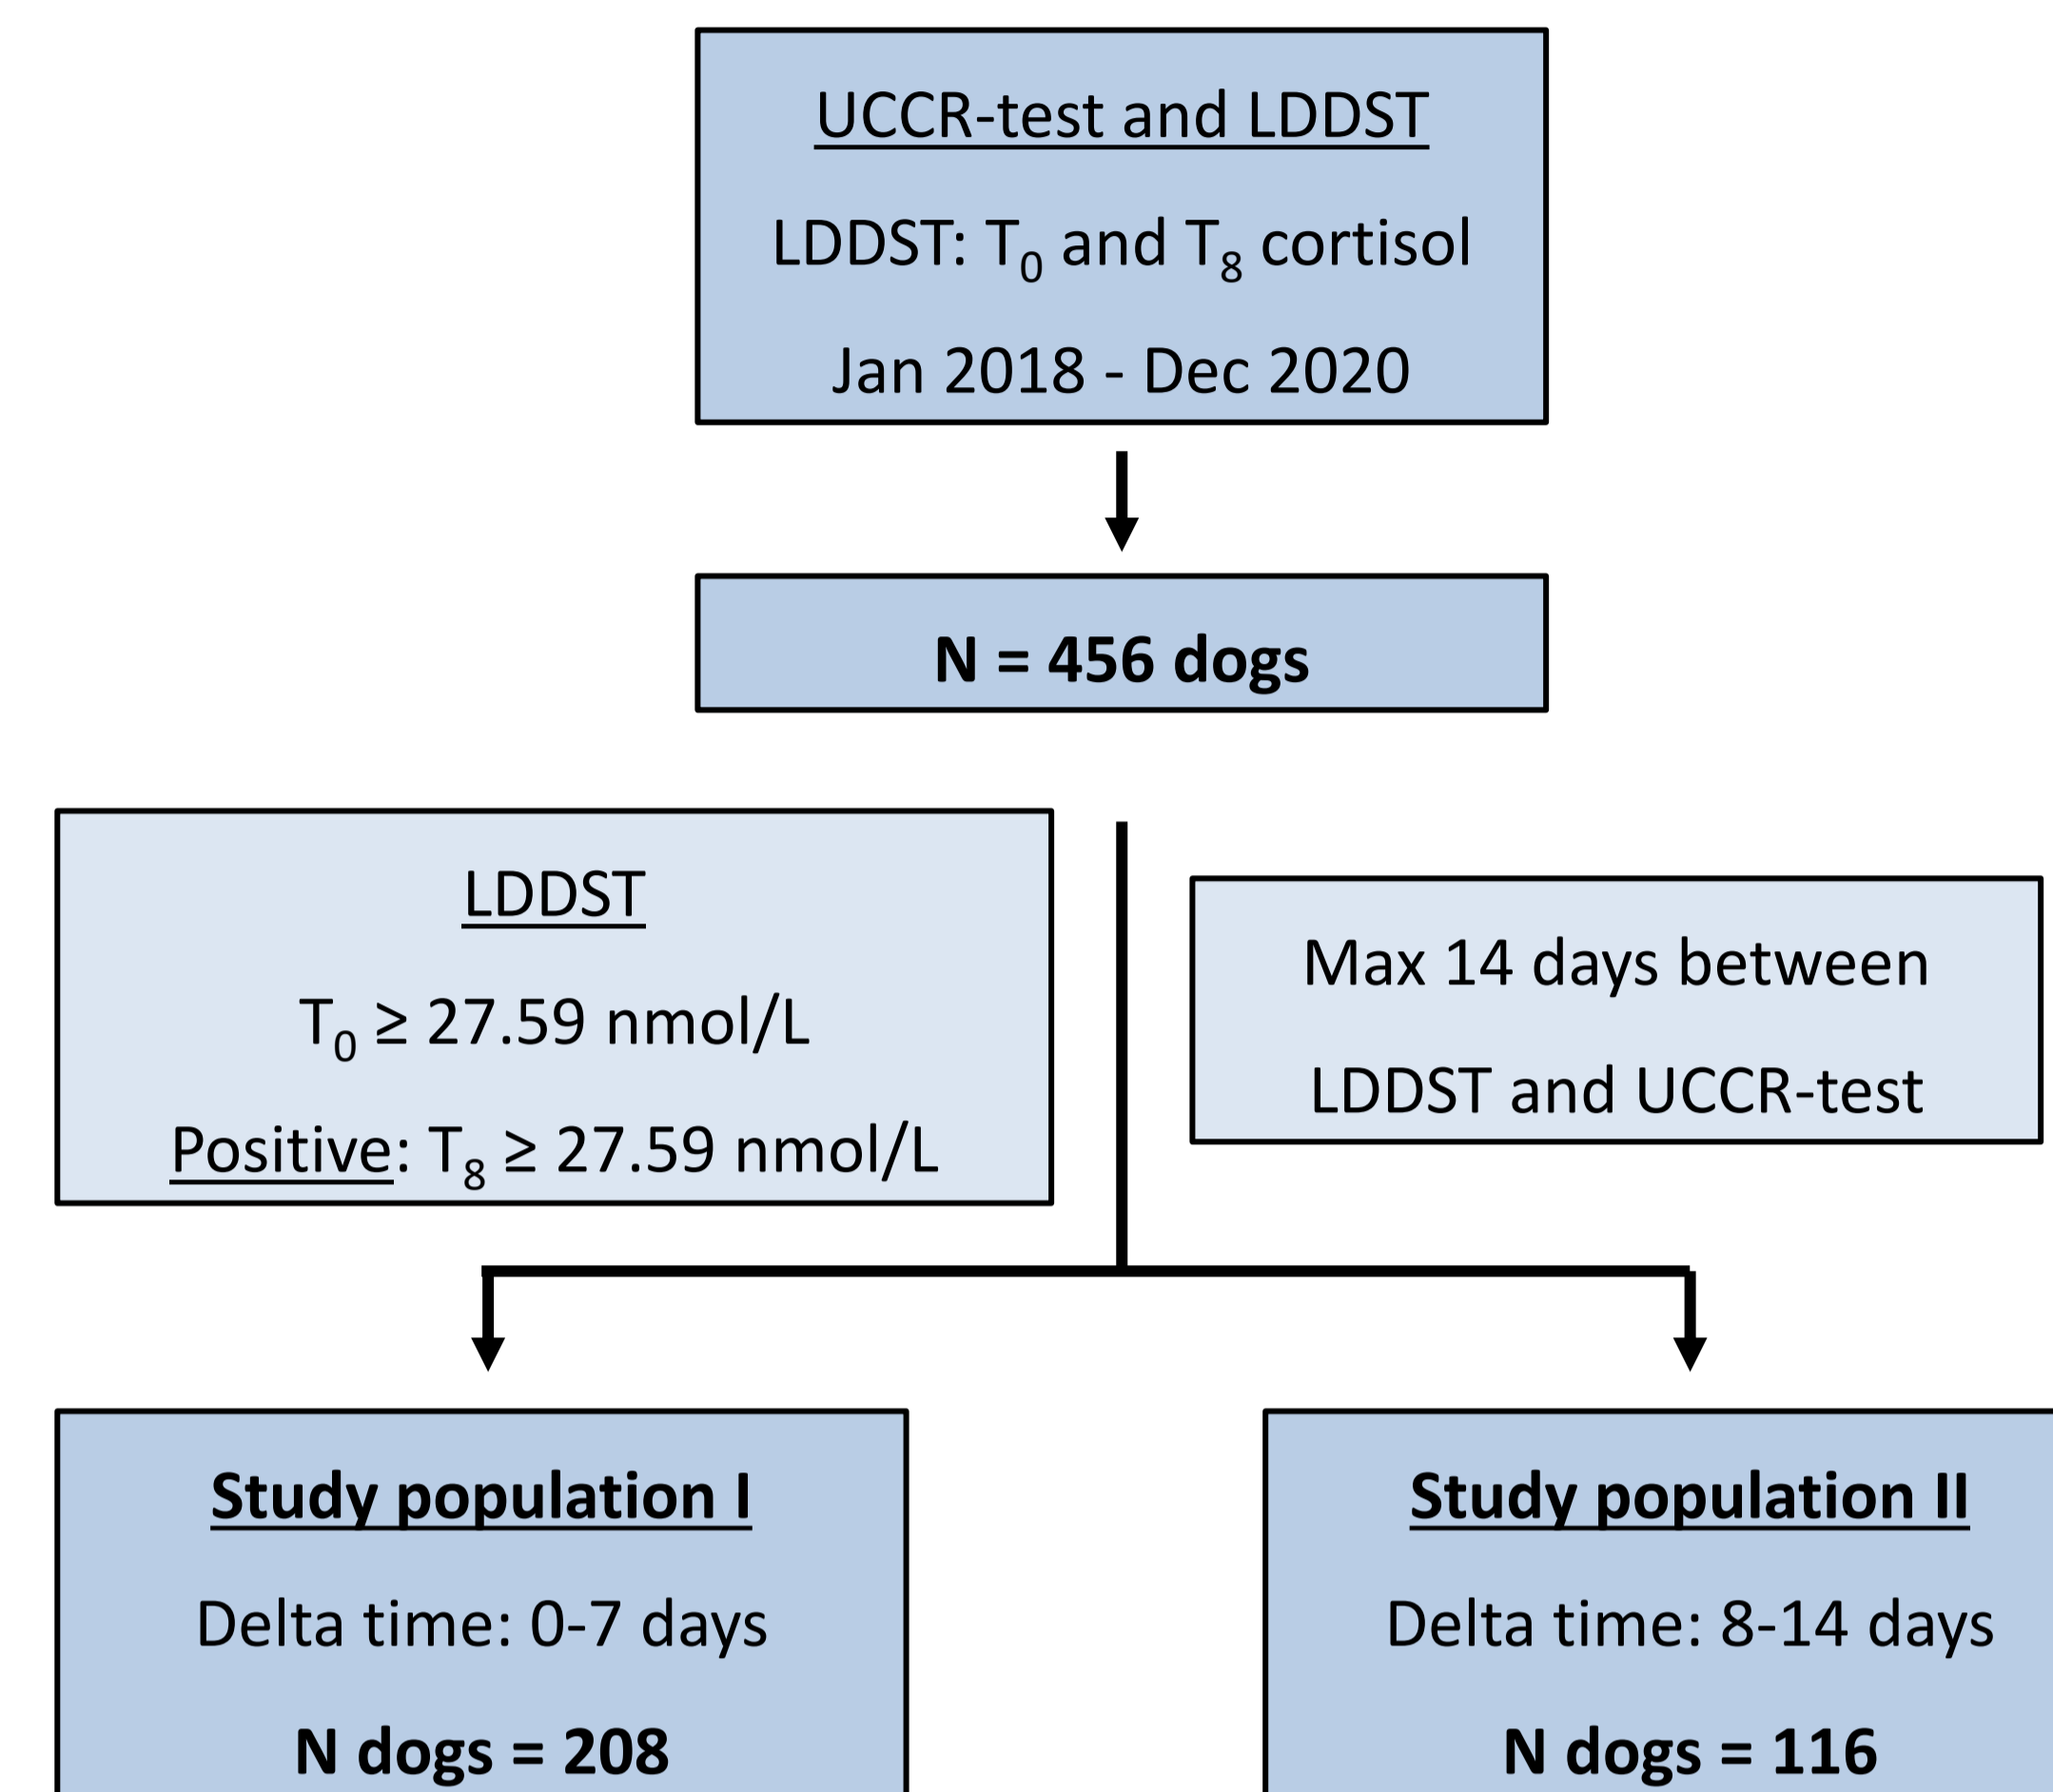 UCCR-test and LDDST
LDDST: T₀ and T₈ cortisol
Jan 2018 - Dec 2020
N = 456 dogs
LDDST
T₀ ≥ 27.59 nmol/L
Positive: T₈ ≥ 27.59 nmol/L
Max 14 days between
LDDST and UCCR-test
Study population I
Delta time: 0-7 days
N dogs = 208
Study population II
Delta time: 8-14 days
N dogs = 116